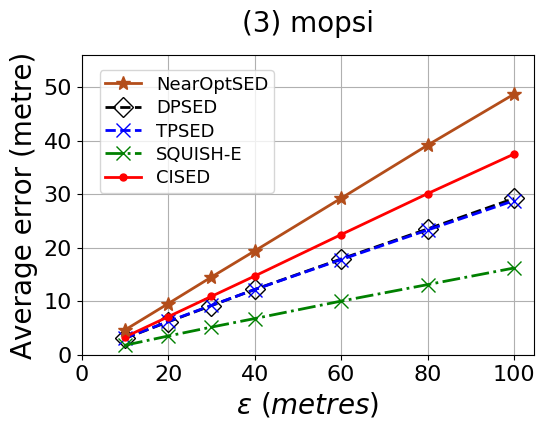 (3) mopsi
Average error (metre)
50
40
30
20
10
0
NearOptSED
DPSED
TPSED
SQUISH-E
CISED
0 20 40 60 80 100
ε (metres)